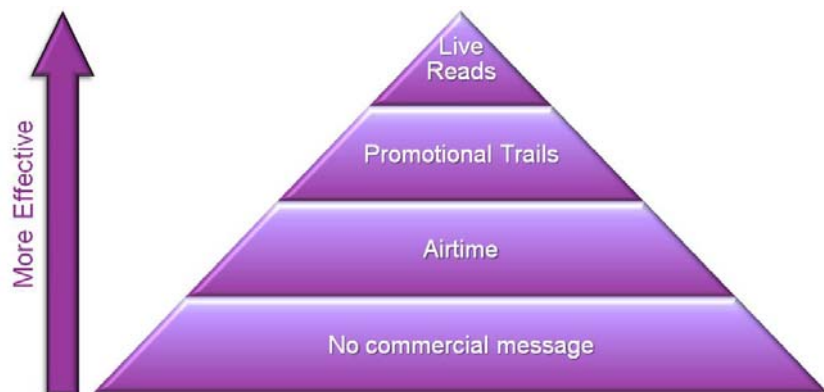 Live
Reads
Promotional Trails
Airtime
No commercial message
More Effective